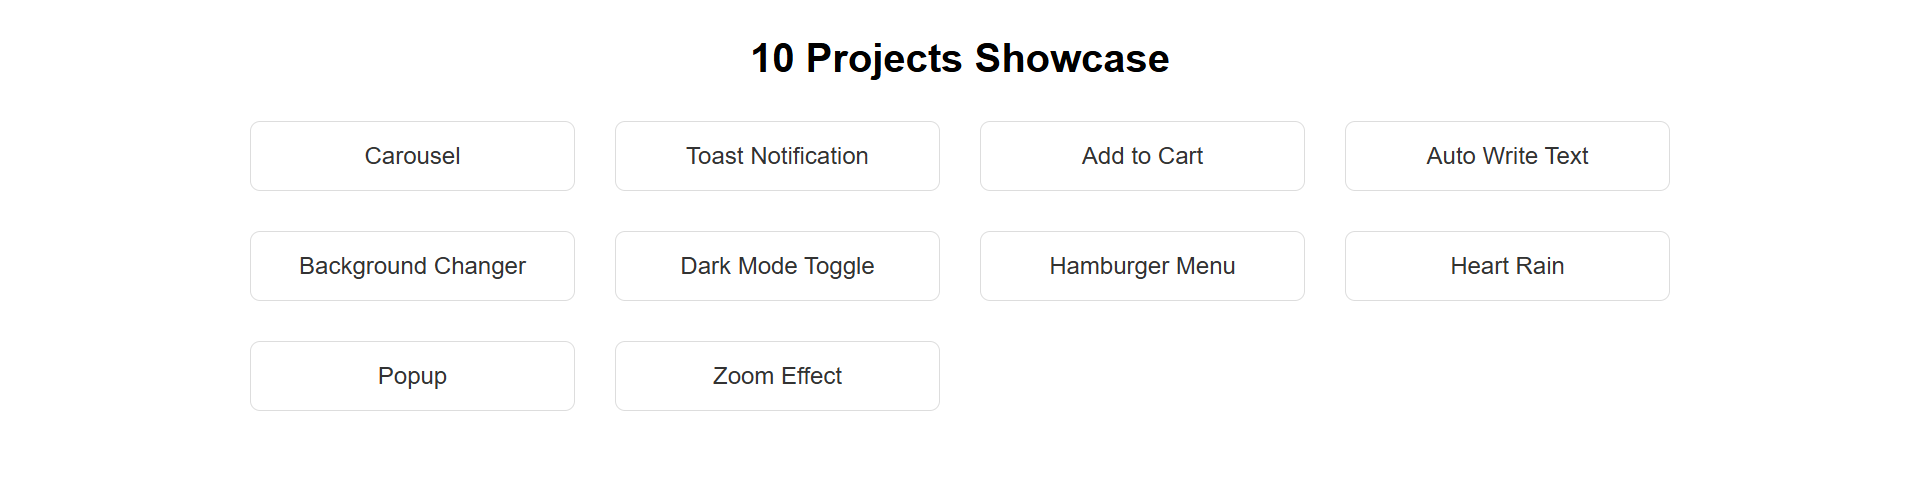 10 Projects Showcase
Carousel
Toast Notification
Add to Cart
Auto Write Text
Background Changer
Dark Mode Toggle
Hamburger Menu
Heart Rain
Popup
Zoom Effect